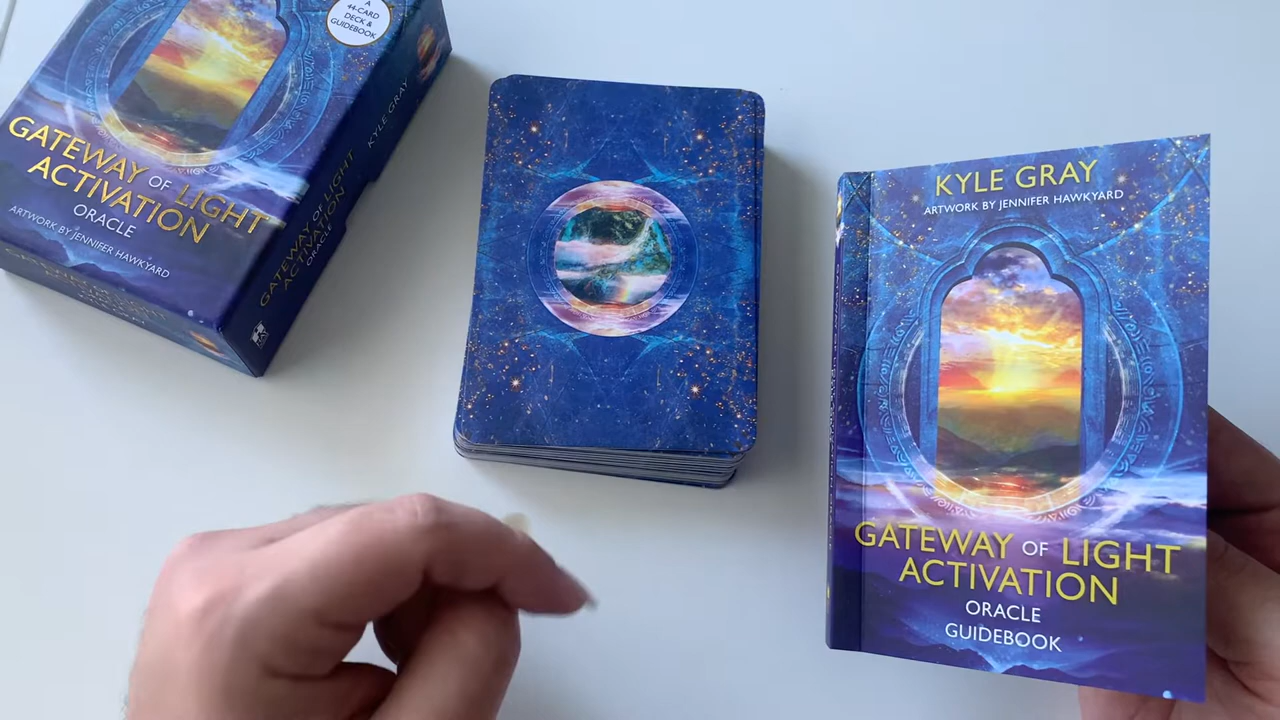 A
44-CARD
DECK &
GUIDEBOOK
GATEWAY OF LIGHT
ACTIVATION
ORACLE
ARTWORK BY JENNIFER HAWKYARD
KYLE GRAY
GATEWAY OF LIGHT
ACTIVATION
ORACLE
KYLE GRAY
ARTWORK BY JENNIFER HAWKYARD
GATEWAY OF LIGHT
ACTIVATION
ORACLE
GUIDEBOOK